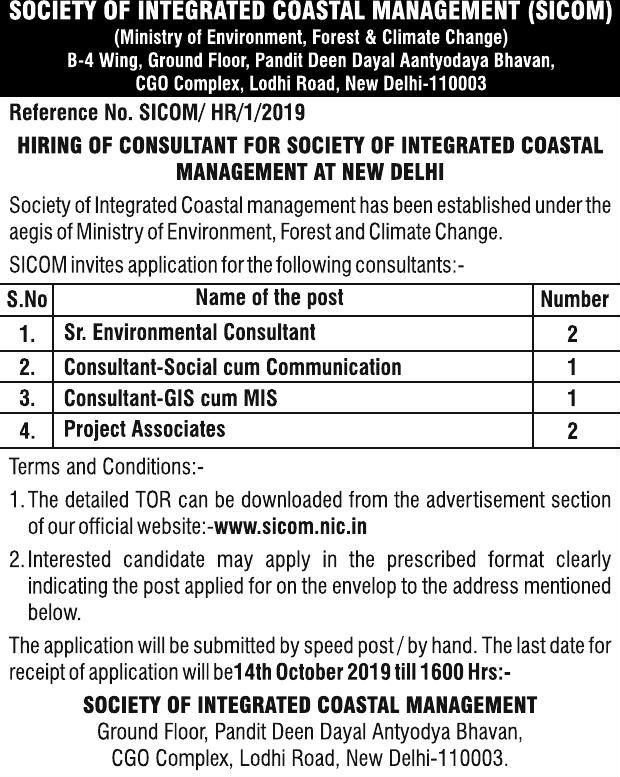 SOCIETY OF INTEGRATED COASTAL MANAGEMENT (SICOM)
(Ministry of Environment, Forest & Climate Change)
B-4 Wing, Ground Floor, Pandit Deen Dayal Aantyodaya Bhavan,
CGO Complex, Lodhi Road, New Delhi-110003
Reference No. SICOM/ HR/1/2019
HIRING OF CONSULTANT FOR SOCIETY OF INTEGRATED COASTAL
MANAGEMENT AT NEW DELHI
Society of Integrated Coastal management has been established under the
aegis of Ministry of Environment, Forest and Climate Change.
SICOM invites application for the following consultants:-
S.No Name of the post Number
1. Sr. Environmental Consultant 2
2. Consultant-Social cum Communication 1
3. Consultant-GIS cum MIS 1
4. Project Associates 2
Terms and Conditions:-
1. The detailed TOR can be downloaded from the advertisement section
of our official website:-www.sicom.nic.in
2. Interested candidate may apply in the prescribed format clearly
indicating the post applied for on the envelop to the address mentioned
below.
The application will be submitted by speed post / by hand. The last date for
receipt of application will be14th October 2019 till 1600 Hrs:-
SOCIETY OF INTEGRATED COASTAL MANAGEMENT
Ground Floor, Pandit Deen Dayal Antyodya Bhavan,
CGO Complex, Lodhi Road, New Delhi-110003.